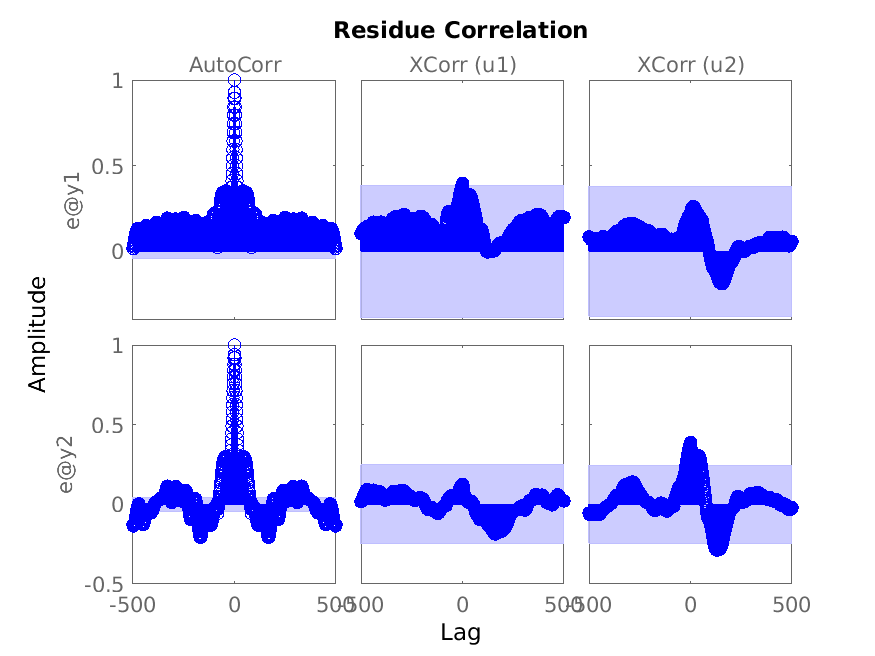 Residue Correlation
AutoCorr
XCorr (u1)
XCorr (u2)
1
0.5
0
e@y1
Amplitude
1
0.5
0
-0.5
e@y2
-500
0
500
-500
0
500
-500
0
500
Lag